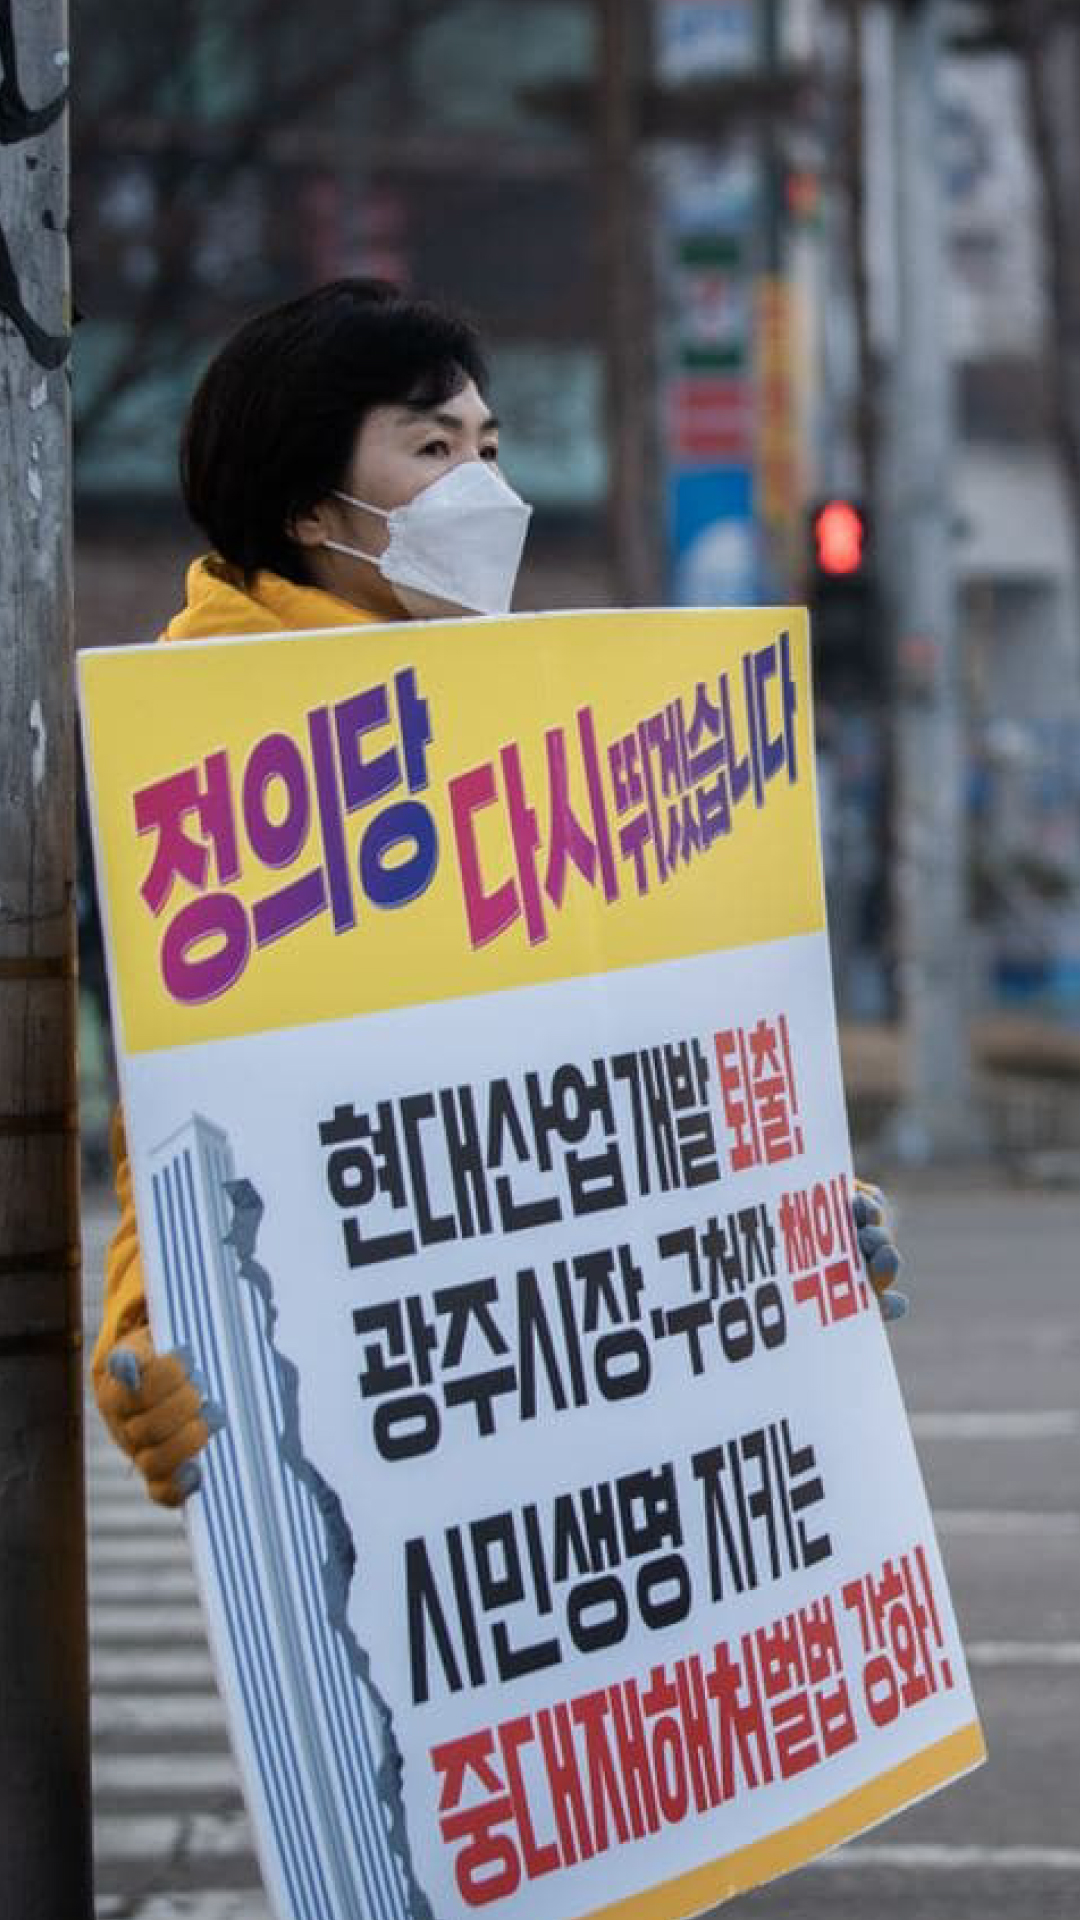 정의당 다시 뛰겠습니다
현대산업개발 퇴출!
광주시장·구청장 책임!
시민생명 지키는
중대재해처벌법 강화!